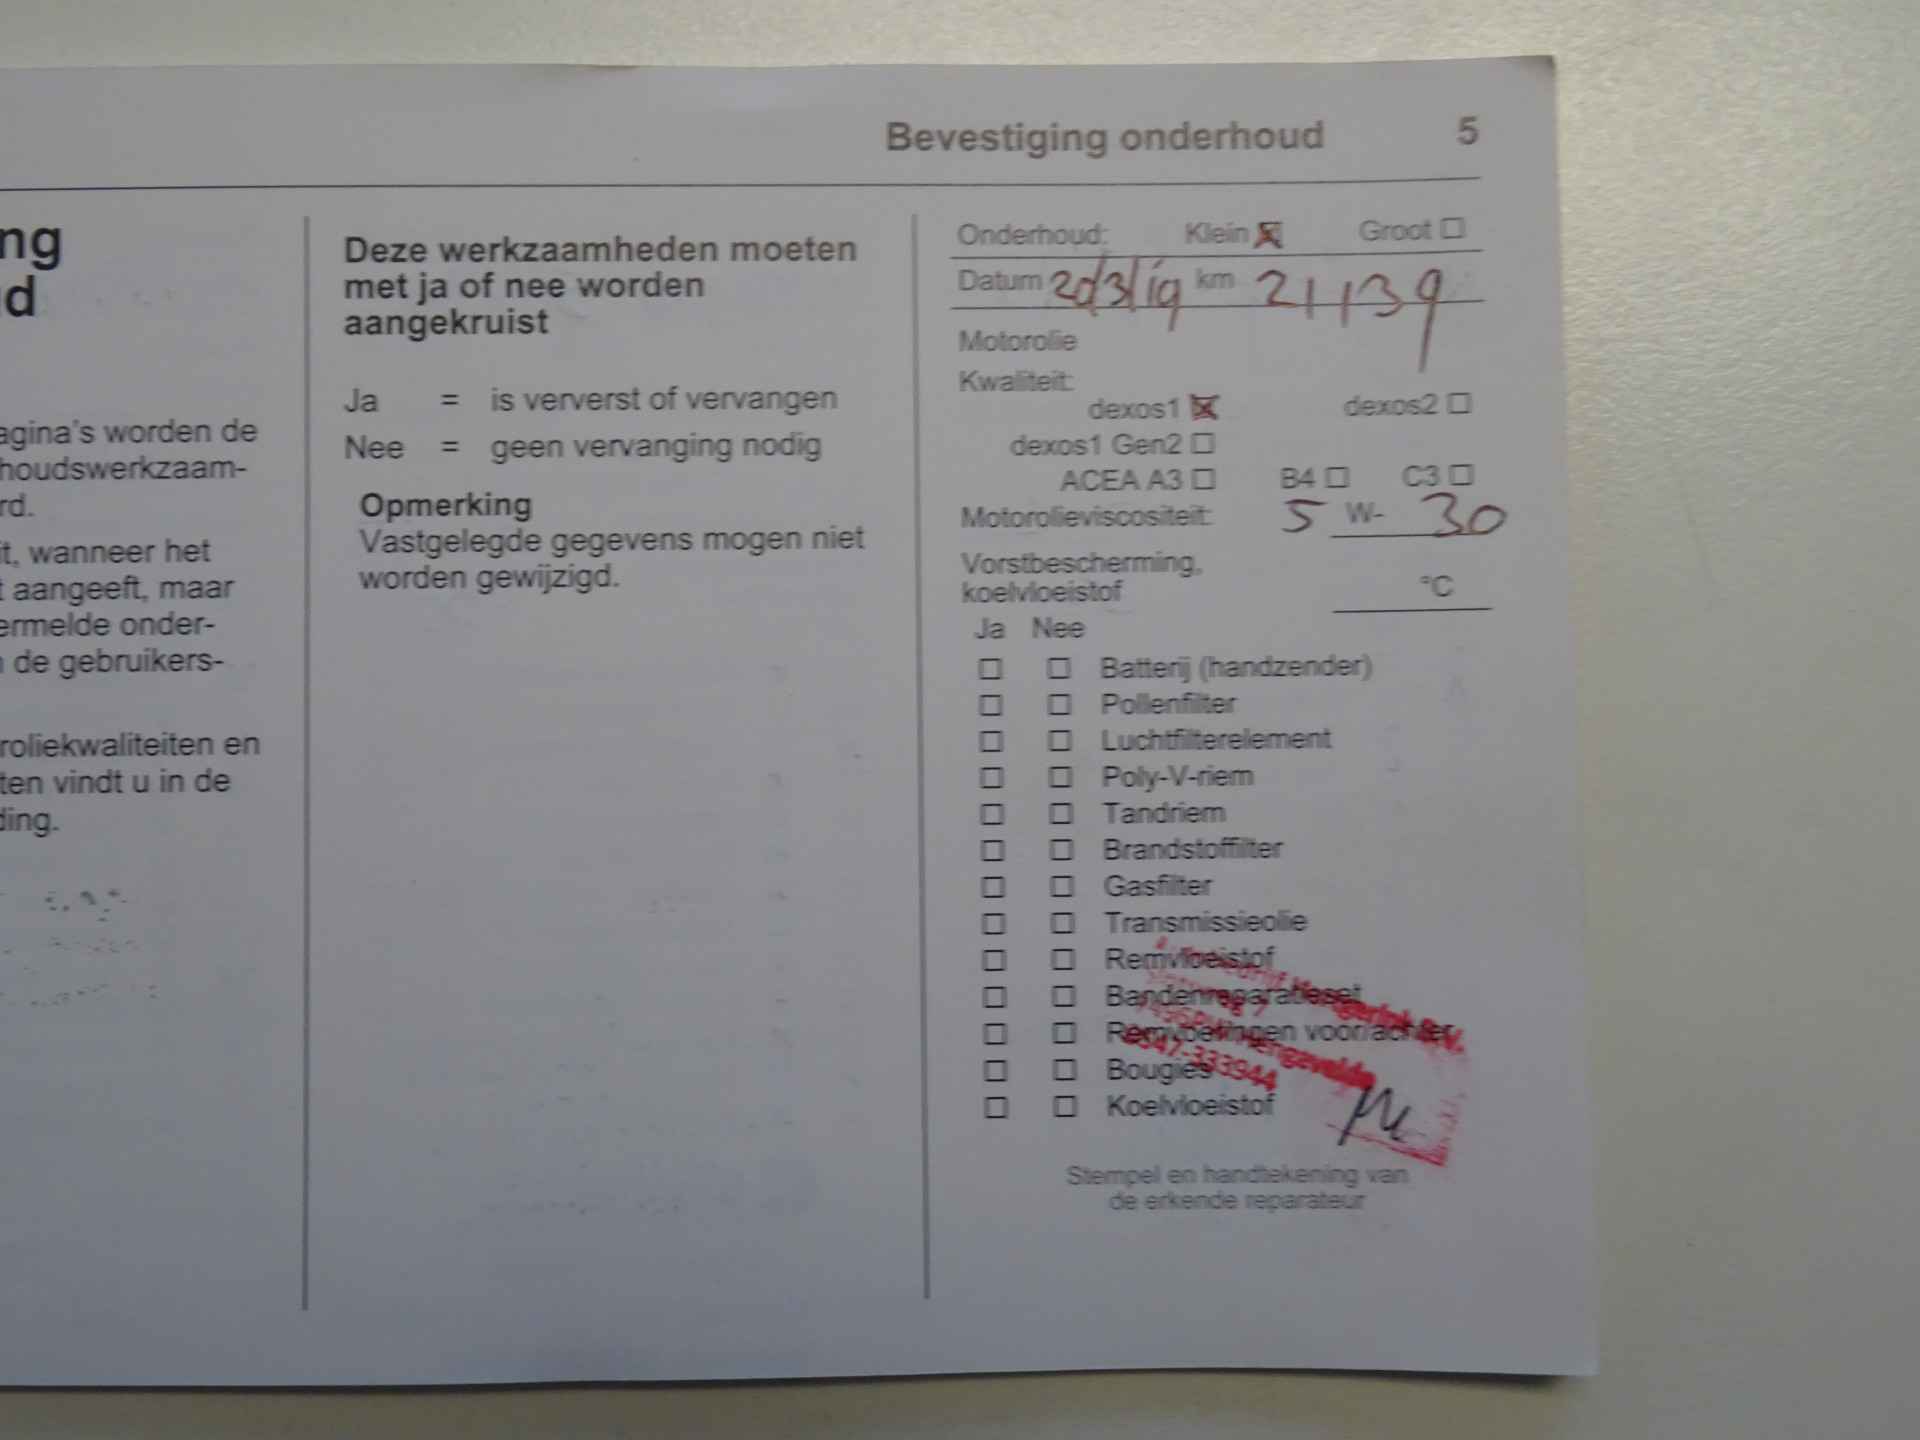 Bevestiging onderhoud 5
ng
d
agina's worden de
houdswerkzaam-
rd.
it, wanneer het
t aangeeft, maar
ermelde onder-
n de gebruikers-
roliekwaliteiten en
ten vindt u in de
ding.
Deze werkzaamheden moeten
met ja of nee worden
aangekruist
Ja = is ververst of vervangen
Nee = geen vervanging nodig
Opmerking
Vastgelegde gegevens mogen niet
worden gewijzigd.
Onderhoud: Klein ☒ Groot ☐
Datum 20/3/19 km 21139
Motorolie
Kwaliteit:
dexos1 ☒ dexos2 ☐
dexos1 Gen2 ☐
ACEA A3 ☐ B4 ☐ C3 ☐
Motorolieviscositeit: 5 W- 30
Vorstbescherming,
koelvloeistof °C
Ja Nee
☐ ☐ Batterij (handzender)
☐ ☐ Pollenfilter
☐ ☐ Luchtfilterelement
☐ ☐ Poly-V-riem
☐ ☐ Tandriem
☐ ☐ Brandstoffilter
☐ ☐ Gasfilter
☐ ☐ Transmissieolie
☐ ☐ Remvloeistof
☐ ☐ Bandenreparatieset
☐ ☐ Remvoeringen voor/achter
☐ ☐ Bougies
☐ ☐ Koelvloeistof
B.V.
0547-333944
Stempel en handtekening van
de erkende reparateur